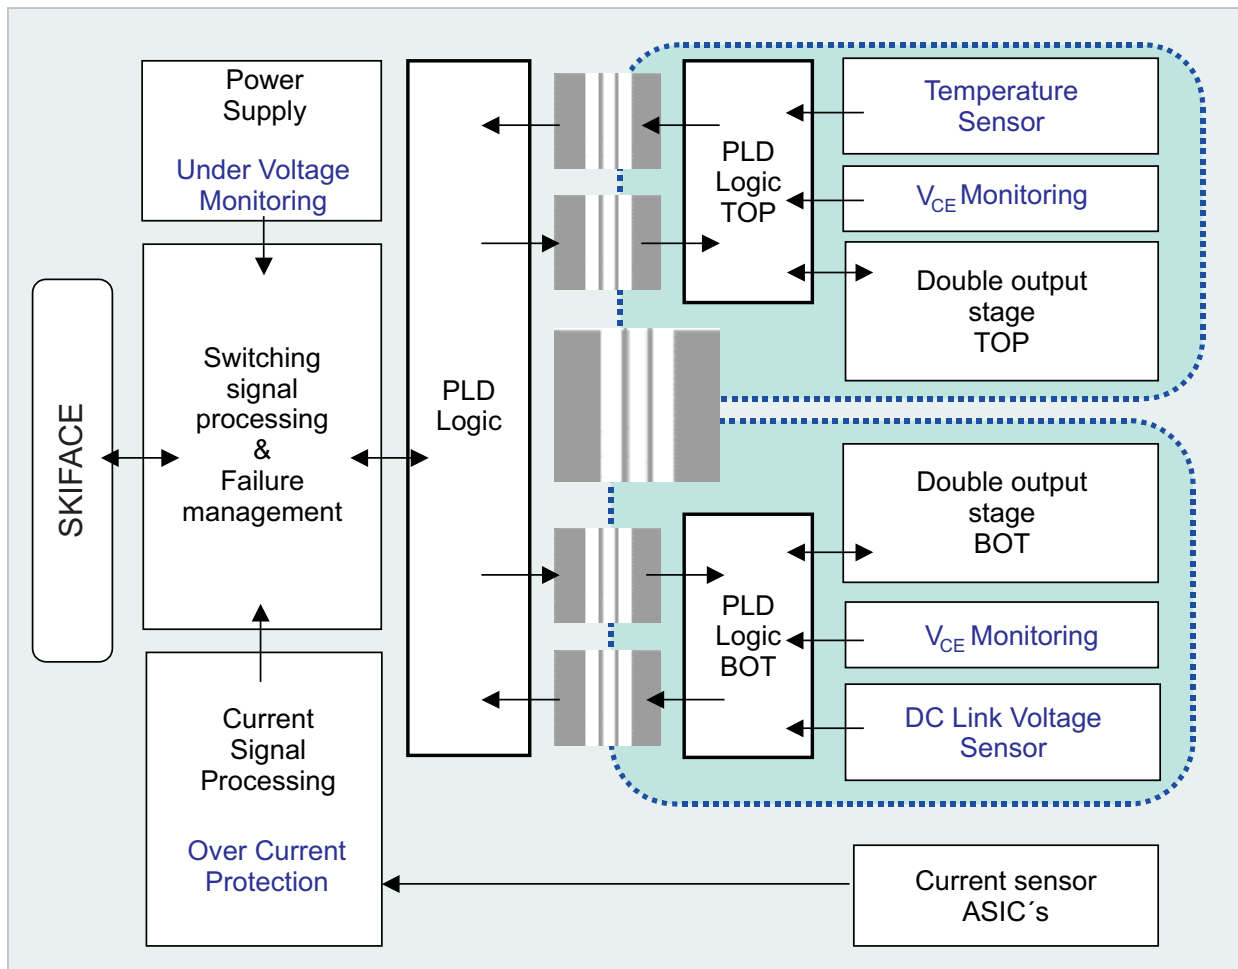 Power
Supply
Under Voltage
Monitoring
SKIFACE
Switching
signal
processing
&
Failure
management
Current
Signal
Processing
Over Current
Protection
PLD
Logic
PLD
Logic
TOP
Temperature
Sensor
VCE Monitoring
Double output
stage
TOP
PLD
Logic
BOT
Double output
stage
BOT
VCE Monitoring
DC Link Voltage
Sensor
Current sensor
ASIC´s